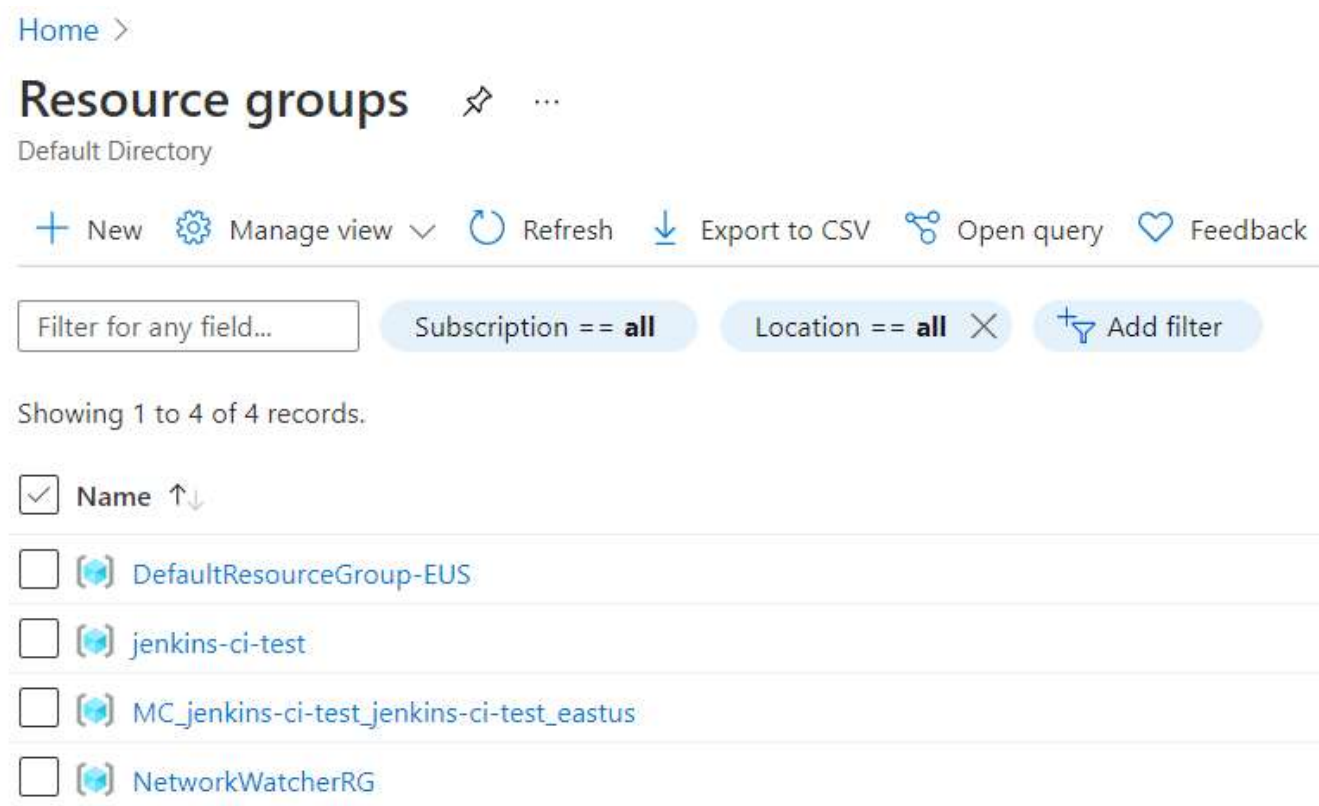 Home >
Resource groups ...
Default Directory
New Manage view Refresh Export to CSV Open query Feedback
Filter for any field... Subscription == all Location == all Add filter
Showing 1 to 4 of 4 records.
Name ↑↓
DefaultResourceGroup-EUS
jenkins-ci-test
MC_jenkins-ci-test_jenkins-ci-test_eastus
NetworkWatcherRG